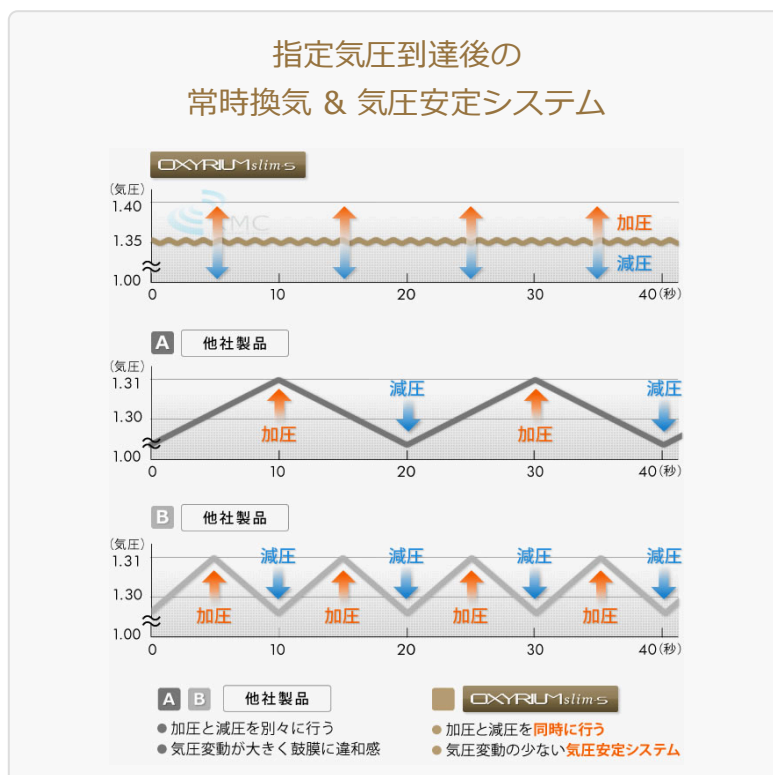 指定気圧到達後の
常時換気 & 気圧安定システム
OXYRIUM slim-s
(気圧)
1.40
1.35
1.00
加圧
減圧
0 10 20 30 40(秒)
A 他社製品
(気圧)
1.31
1.30
1.00
加圧 減圧 加圧 減圧
0 10 20 30 40(秒)
B 他社製品
(気圧)
1.31
1.30
1.00
減圧 減圧 減圧 減圧
加圧 加圧 加圧 加圧
0 10 20 30 40(秒)
A B 他社製品
●加圧と減圧を別々に行う
●気圧変動が大きく鼓膜に違和感
OXYRIUM slim-s
●加圧と減圧を同時に行う
●気圧変動の少ない気圧安定システム